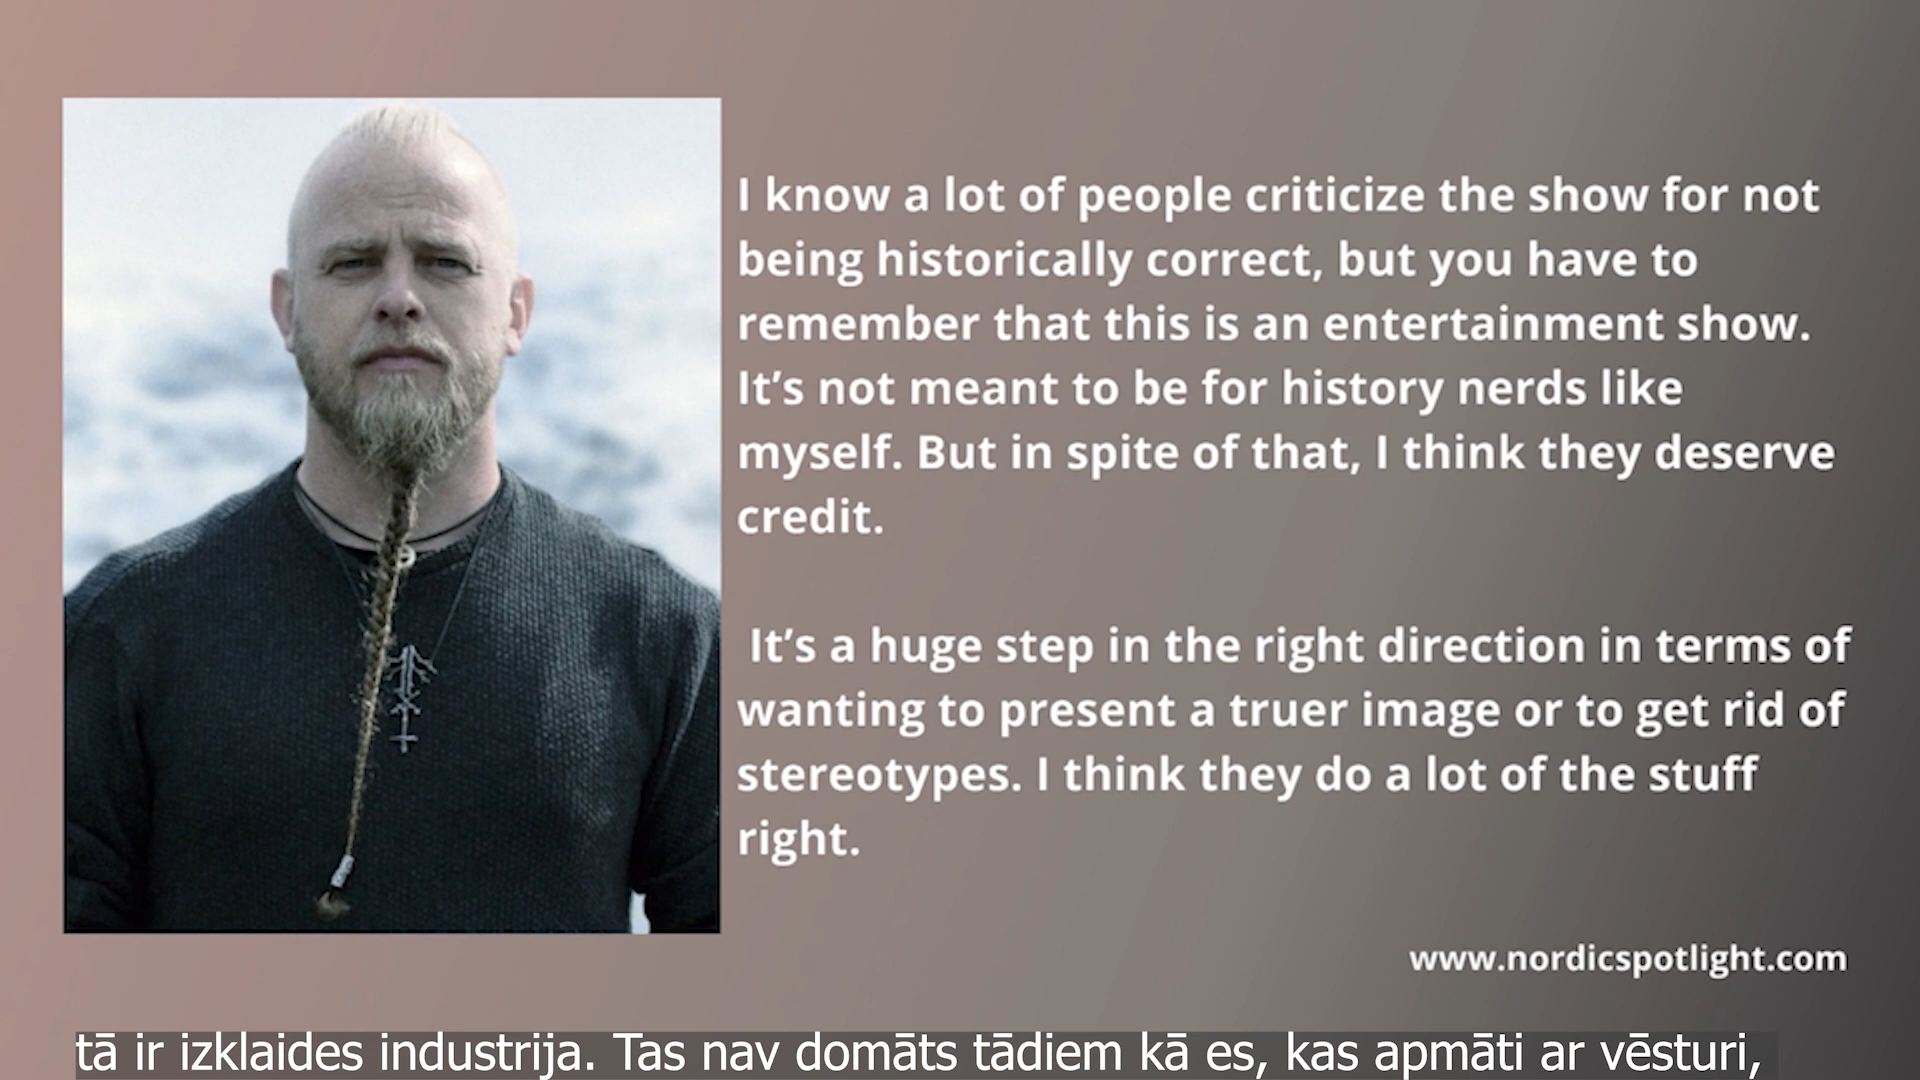 I know a lot of people criticize the show for not
being historically correct, but you have to
remember that this is an entertainment show.
It’s not meant to be for history nerds like
myself. But in spite of that, I think they deserve
credit.
It’s a huge step in the right direction in terms of
wanting to present a truer image or to get rid of
stereotypes. I think they do a lot of the stuff
right.
www.nordicspotlight.com
tā ir izklaides industrija. Tas nav domāts tādiem kā es, kas apmāti ar vēsturi,